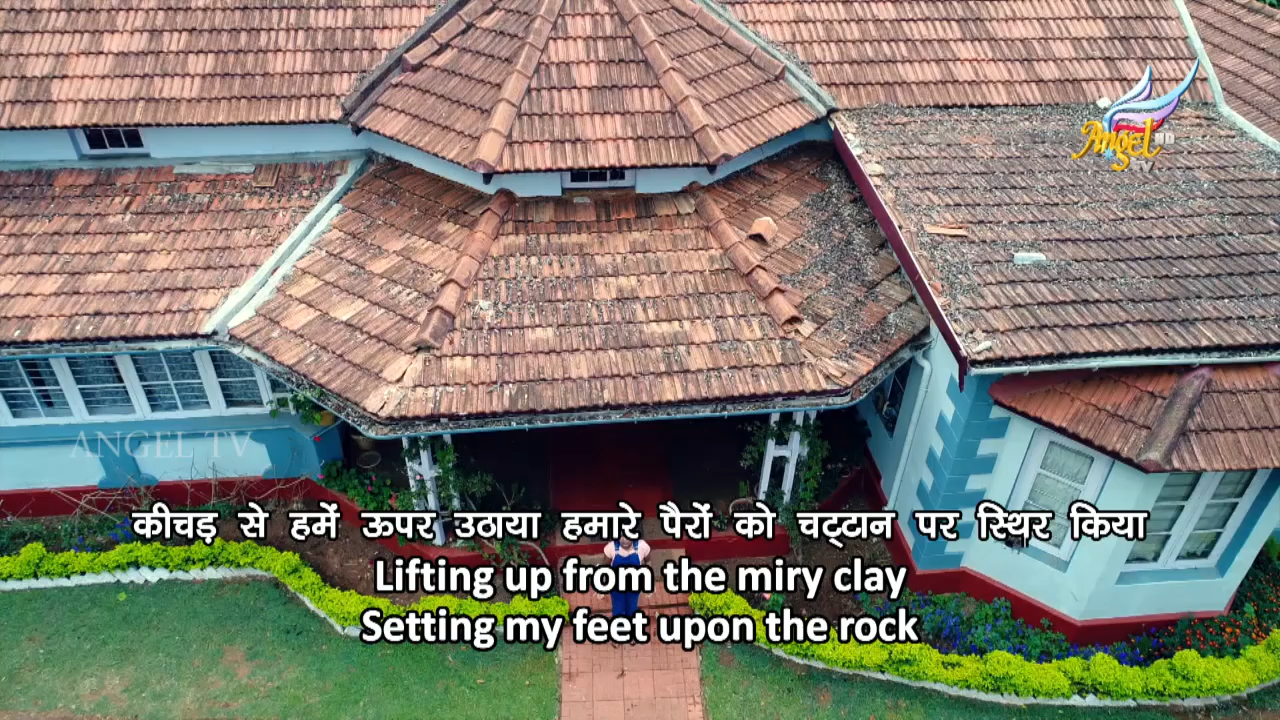 Angel HD
TV
ANGEL TV
कीचड़ से हमें ऊपर उठाया हमारे पैरों को चट्टान पर स्थिर किया
Lifting up from the miry clay
Setting my feet upon the rock